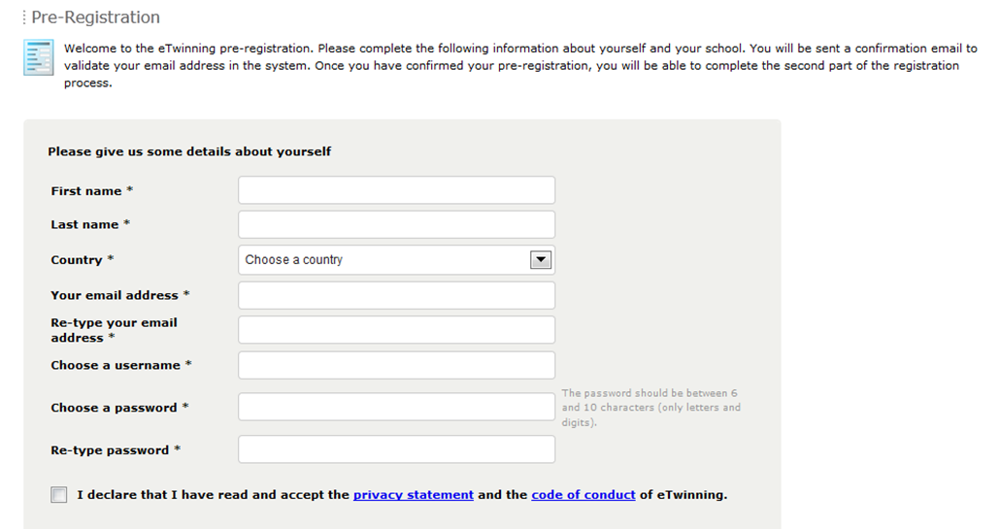 Pre-Registration
Welcome to the eTwinning pre-registration. Please complete the following information about yourself and your school. You will be sent a confirmation email to
validate your email address in the system. Once you have confirmed your pre-registration, you will be able to complete the second part of the registration
process.
Please give us some details about yourself
First name *
Last name *
Country * Choose a country
Your email address *
Re-type your email
address *
Choose a username *
Choose a password *
The password should be between 6
and 10 characters (only letters and
digits).
Re-type password *
I declare that I have read and accept the privacy statement and the code of conduct of eTwinning.